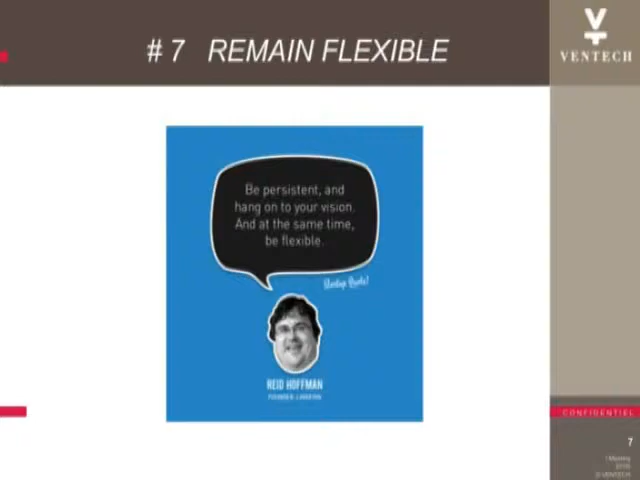 # 7 REMAIN FLEXIBLE
VENTECH
Be persistent, and
hang on to your vision.
And at the same time,
be flexible.
Startup Quote!
REID HOFFMAN
CONFIDENTIEL
7
© VENTECH